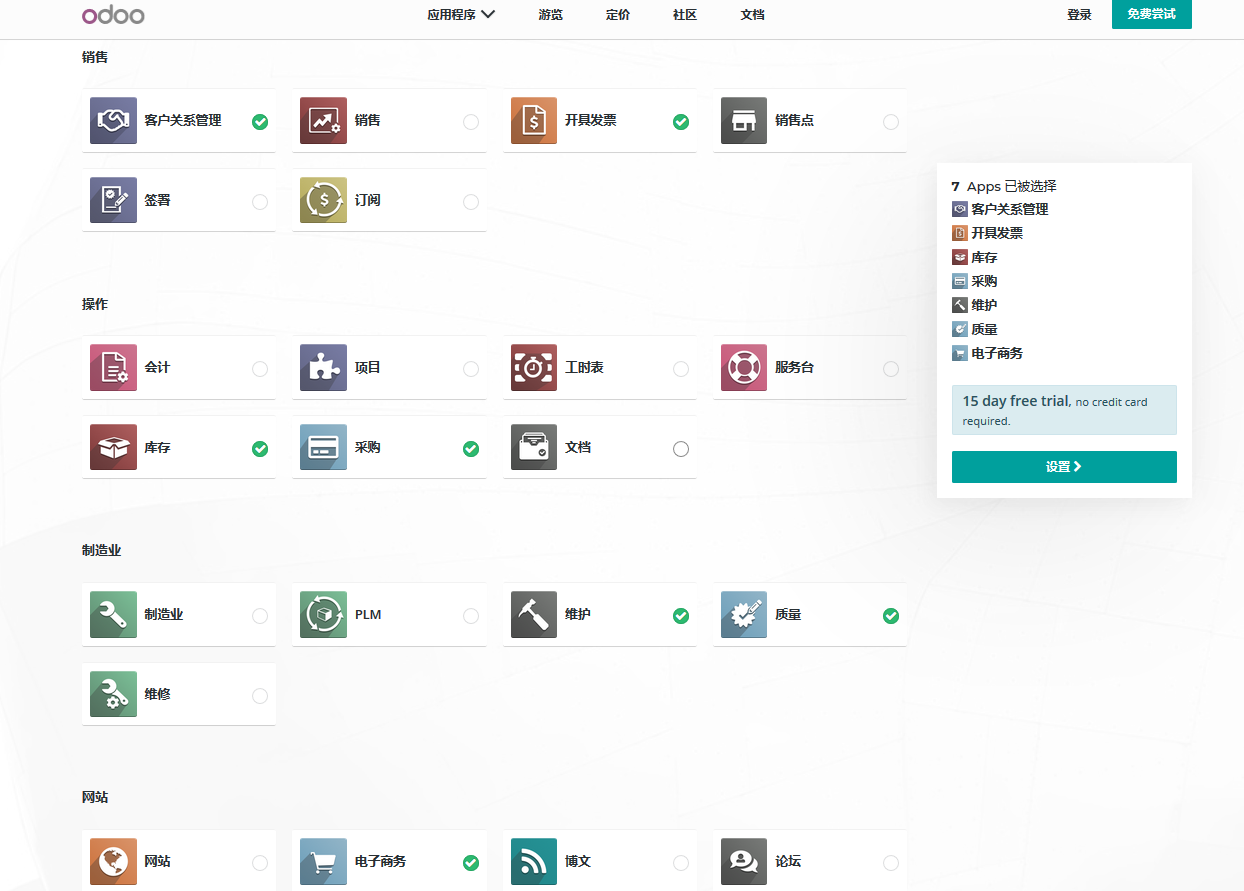 odoo
应用程序
游览
定价
社区
文档
登录
免费尝试
销售
客户关系管理
销售
开具发票
销售点
签署
订阅
7 Apps 已被选择
客户关系管理
开具发票
库存
采购
维护
质量
电子商务
15 day free trial, no credit card
required.
设置
操作
会计
项目
工时表
服务台
库存
采购
文档
制造业
制造业
PLM
维护
质量
维修
网站
网站
电子商务
博文
论坛